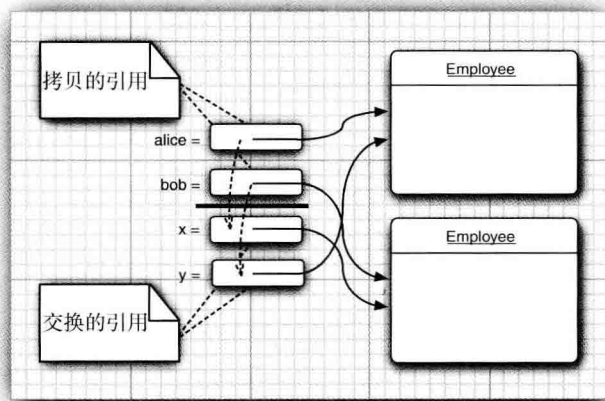 拷贝的引用
Employee
alice =
bob =
x =
Employee
y =
交换的引用